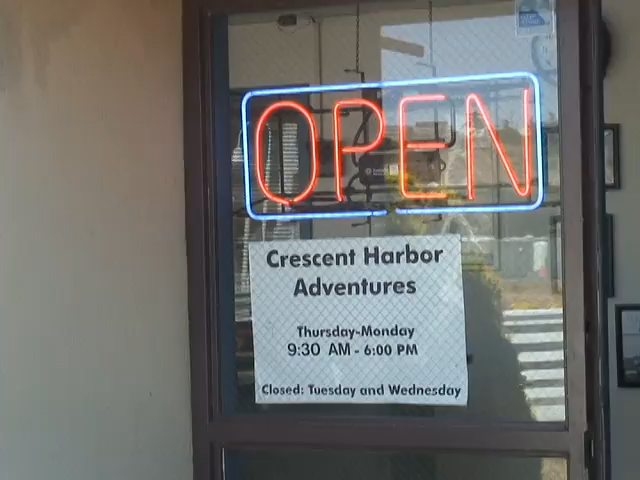 OPEN
Crescent Harbor
Adventures
Thursday-Monday
9:30 AM - 6:00 PM
Closed: Tuesday and Wednesday